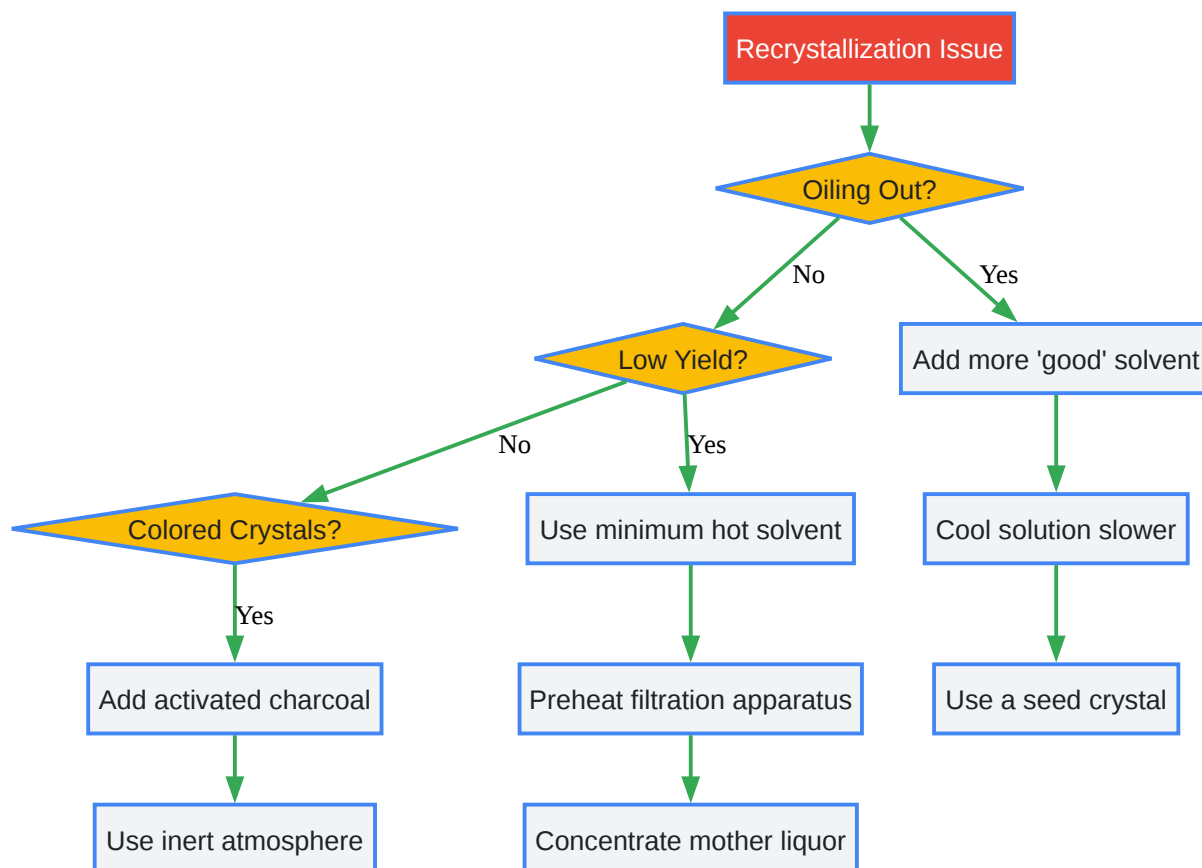 Recrystallization Issue
Oiling Out?
No
Yes
Low Yield?
Add more 'good' solvent
No
Yes
Colored Crystals?
Use minimum hot solvent
Cool solution slower
Yes
Add activated charcoal
Preheat filtration apparatus
Use a seed crystal
Use inert atmosphere
Concentrate mother liquor